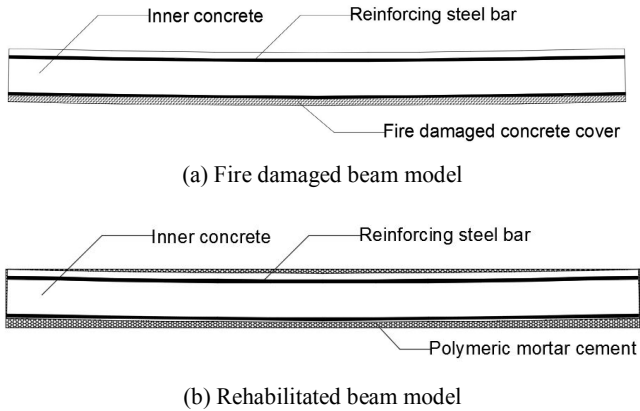 Inner concrete
Reinforcing steel bar
Fire damaged concrete cover
(a) Fire damaged beam model
Inner concrete
Reinforcing steel bar
Polymeric mortar cement
(b) Rehabilitated beam model